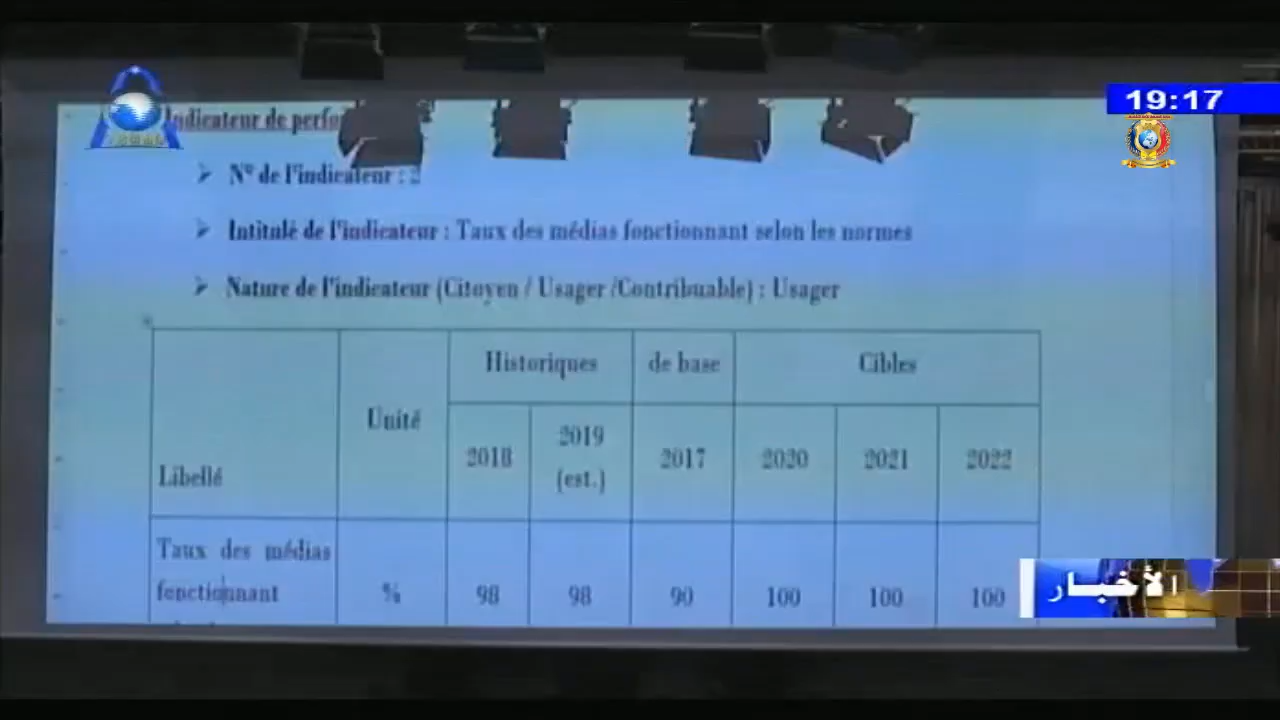 19:17
Indicateur de perfo
N° de l'indicateur : 2
Intitulé de l'indicateur : Taux des médias fonctionnant selon les normes
Nature de l'indicateur (Citoyen / Usager /Contribuable) : Usager
Libellé
Unité
Historiques
de base
Cibles
2018
2019
(est.)
2017
2020
2021
2022
Taux des médias
fonctionnant
%
98
98
90
100
100
100
الأخبار